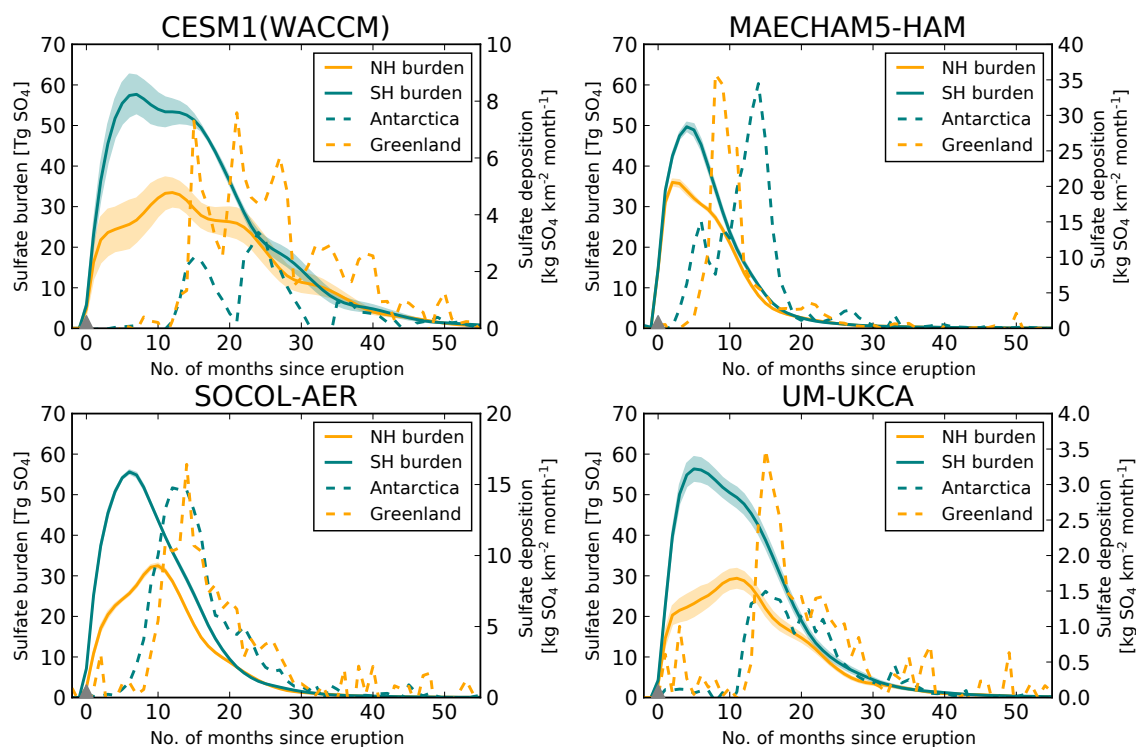 CESM1(WACCM)
70
60
50
40
30
20
10
0
Sulfate burden [Tg SO₄]
10
8
6
4
2
0
Sulfate deposition
[kg SO₄ km⁻² month⁻¹]
NH burden
SH burden
Antarctica
Greenland
0 10 20 30 40 50
No. of months since eruption
MAECHAM5-HAM
70
60
50
40
30
20
10
0
Sulfate burden [Tg SO₄]
40
35
30
25
20
15
10
5
0
Sulfate deposition
[kg SO₄ km⁻² month⁻¹]
NH burden
SH burden
Antarctica
Greenland
0 10 20 30 40 50
No. of months since eruption
SOCOL-AER
70
60
50
40
30
20
10
0
Sulfate burden [Tg SO₄]
20
15
10
5
0
Sulfate deposition
[kg SO₄ km⁻² month⁻¹]
NH burden
SH burden
Antarctica
Greenland
0 10 20 30 40 50
No. of months since eruption
UM-UKCA
70
60
50
40
30
20
10
0
Sulfate burden [Tg SO₄]
4.0
3.5
3.0
2.5
2.0
1.5
1.0
0.5
0.0
Sulfate deposition
[kg SO₄ km⁻² month⁻¹]
NH burden
SH burden
Antarctica
Greenland
0 10 20 30 40 50
No. of months since eruption